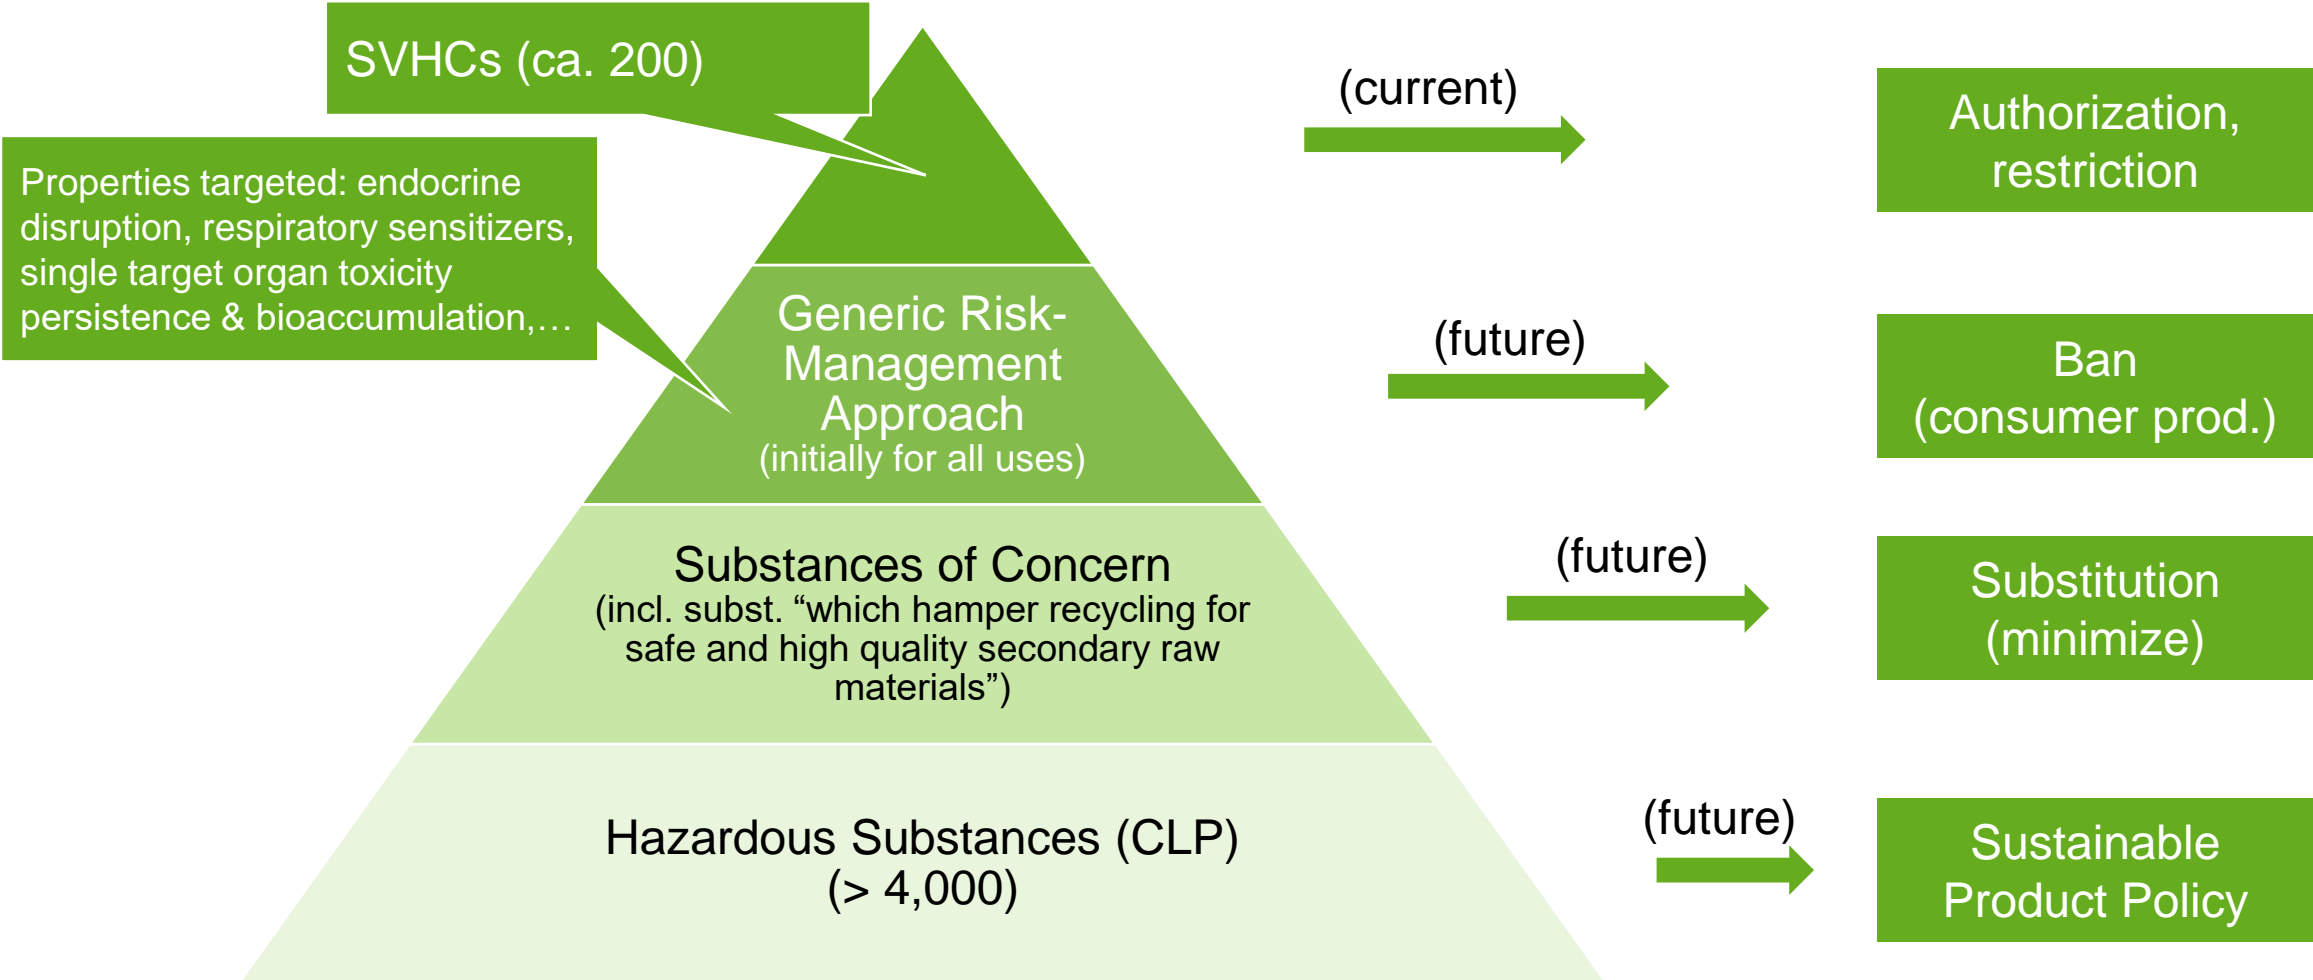 SVHCs (ca. 200)
(current)
Authorization,
restriction
Properties targeted: endocrine
disruption, respiratory sensitizers,
single target organ toxicity
persistence & bioaccumulation,…
Generic Risk-
Management
Approach
(initially for all uses)
(future)
Ban
(consumer prod.)
Substances of Concern
(incl. subst. “which hamper recycling for
safe and high quality secondary raw
materials”)
(future)
Substitution
(minimize)
Hazardous Substances (CLP)
(> 4,000)
(future)
Sustainable
Product Policy